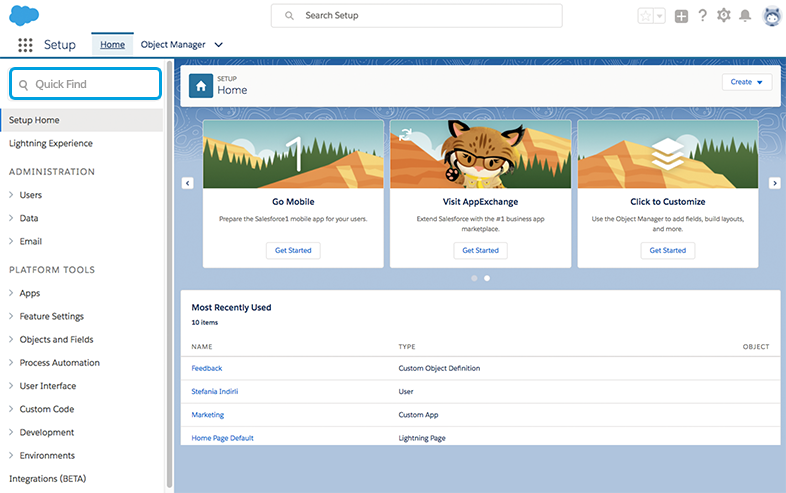 Search Setup
Setup
Home
Object Manager
Quick Find
Setup Home
Lightning Experience
ADMINISTRATION
Users
Data
Email
PLATFORM TOOLS
Apps
Feature Settings
Objects and Fields
Process Automation
User Interface
Custom Code
Development
Environments
Integrations (BETA)
SETUP
Home
Create
1
Go Mobile
Prepare the Salesforce1 mobile app for your users.
Get Started
Visit AppExchange
Extend Salesforce with the #1 business app
marketplace.
Get Started
Click to Customize
Use the Object Manager to add fields, build layouts,
and more.
Get Started
Most Recently Used
10 items
NAME TYPE OBJECT
Feedback Custom Object Definition
Stefania Indirli User
Marketing Custom App
Home Page Default Lightning Page